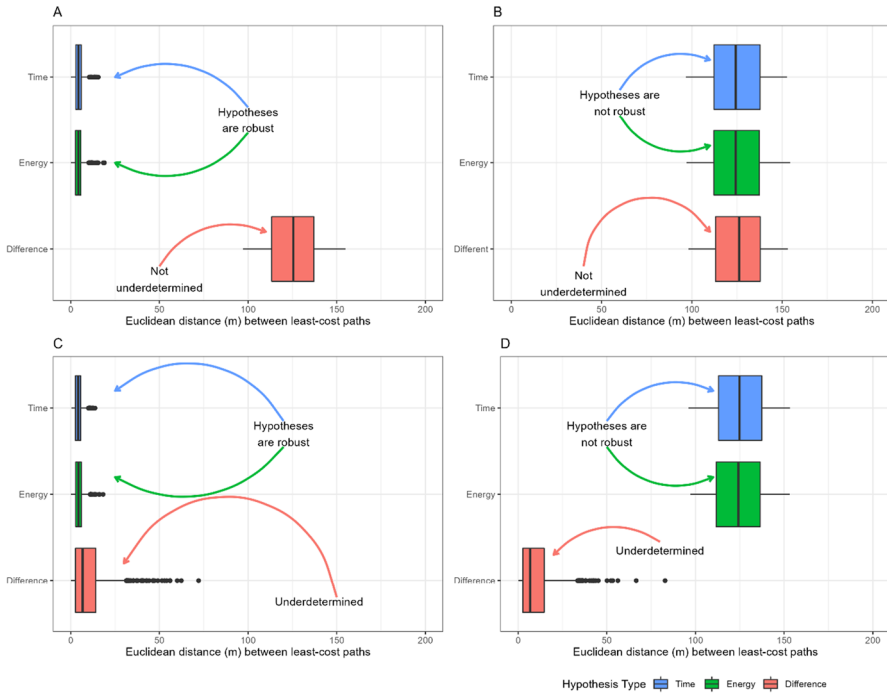 A
Time
Energy
Difference
Hypotheses
are robust
Not
underdetermined
0
50
100
150
200
Euclidean distance (m) between least-cost paths
B
Time
Energy
Different
Hypotheses are
not robust
Not
underdetermined
0
50
100
150
200
Euclidean distance (m) between least-cost paths
C
Time
Energy
Difference
Hypotheses
are robust
Underdetermined
0
50
100
150
200
Euclidean distance (m) between least-cost paths
D
Time
Energy
Difference
Hypotheses are
not robust
Underdetermined
0
50
100
150
200
Euclidean distance (m) between least-cost paths
Hypothesis Type Time Energy Difference